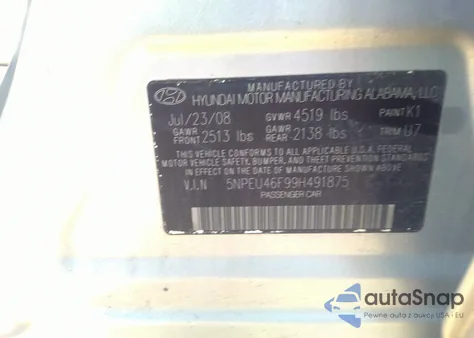 MANUFACTURED BY
HYUNDAI MOTOR MANUFACTURING ALABAMA, LLC
Jul/23/08 GVWR 4519 lbs PAINT K1
GAWR FRONT 2513 lbs GAWR REAR 2138 lbs TRIM U7
THIS VEHICLE CONFORMS TO ALL APPLICABLE FEDERAL MOTOR VEHICLE
SAFETY, BUMPER, AND THEFT PREVENTION STANDARDS
IN EFFECT ON THE DATE OF MANUFACTURE SHOWN ABOVE
V.I.N 5NPEU46F99H491875
PASSENGER CAR
autoSnap
Pewne auta z aukcji USA i EU